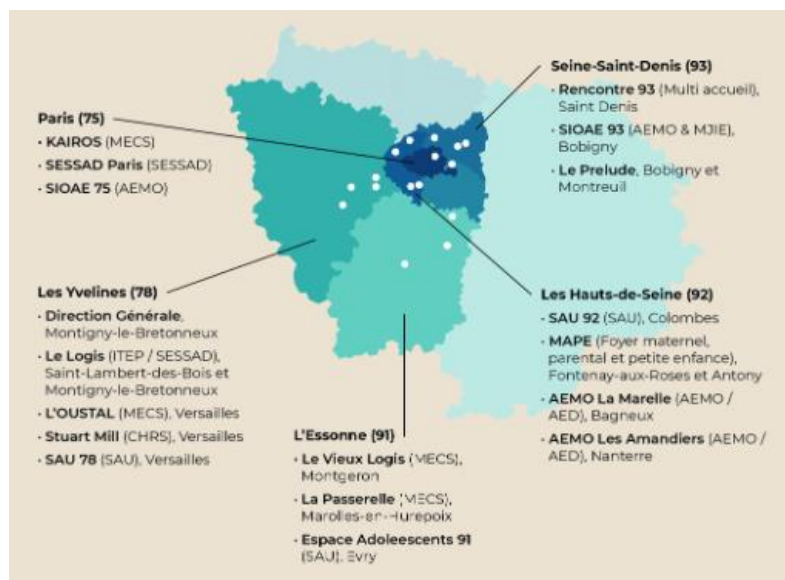 Paris (75)
• KAIROS (MECS)
• SESSAD Paris (SESSAD)
• SIOAE 75 (AEMO)
Seine-Saint-Denis (93)
• Rencontre 93 (Multi accueil),
Saint Denis
• SIOAE 93 (AEMO & MJIE),
Bobigny
• Le Prelude, Bobigny et
Montreuil
Les Yvelines (78)
• Direction Générale,
Montigny-le-Bretonneux
• Le Logis (ITEP / SESSAD),
Saint-Lambert-des-Bois et
Montigny-le-Bretonneux
• L'OUSTAL (MECS), Versailles
• Stuart Mill (CHRS), Versailles
• SAU 78 (SAU), Versailles
L'Essonne (91)
• Le Vieux Logis (MECS),
Montgeron
• La Passerelle (MECS),
Marolles-en-Hurepoix
• Espace Adoleescents 91
(SAU), Evry
Les Hauts-de-Seine (92)
• SAU 92 (SAU), Colombes
• MAPE (Foyer maternel,
parental et petite enfance),
Fontenay-aux-Roses et Antony
• AEMO La Marelle (AEMO /
AED), Bagneux
• AEMO Les Amandiers (AEMO /
AED), Nanterre